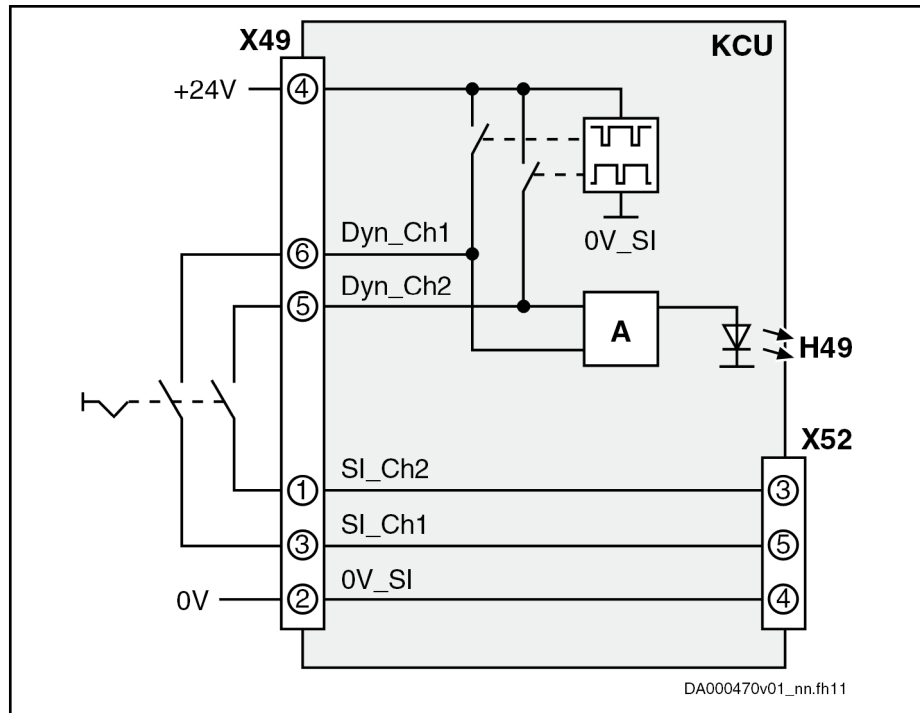 X49
KCU
+24V
④
Dyn_Ch1
0V_SI
⑥
Dyn_Ch2
⑤
A
H49
X52
SI_Ch2
①
③
SI_Ch1
③
⑤
0V_SI
0V
②
④
DA000470v01_nn.fh11